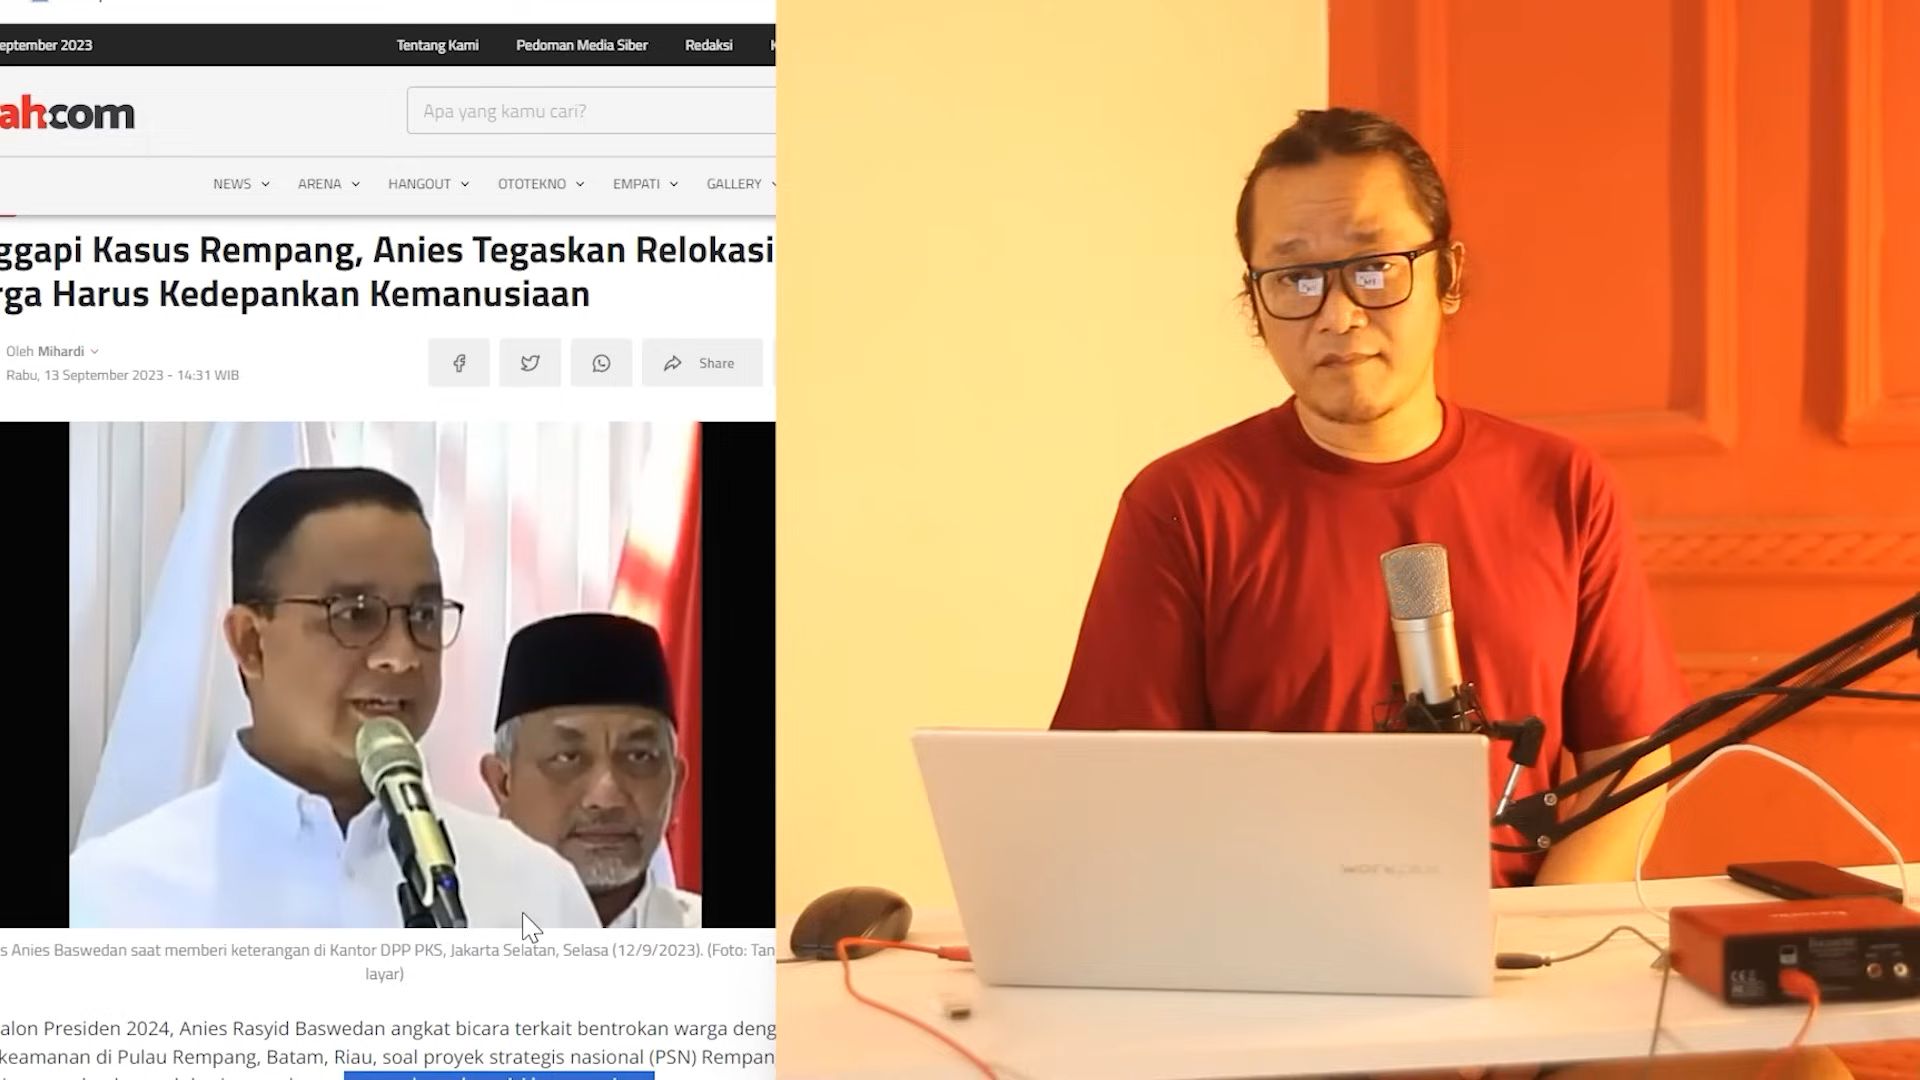 eptember 2023
Tentang Kami
Pedoman Media Siber
Redaksi
ah.com
Apa yang kamu cari?
NEWS
ARENA
HANGOUT
OTOTEKNO
EMPATI
GALLERY
ggapi Kasus Rempang, Anies Tegaskan Relokasi
rga Harus Kedepankan Kemanusiaan
Oleh Mihardi
Rabu, 13 September 2023 - 14:31 WIB
Share
s Anies Baswedan saat memberi keterangan di Kantor DPP PKS, Jakarta Selatan, Selasa (12/9/2023). (Foto: Tan
layar)
alon Presiden 2024, Anies Rasyid Baswedan angkat bicara terkait bentrokan warga deng
keamanan di Pulau Rempang, Batam, Riau, soal proyek strategis nasional (PSN) Rempan